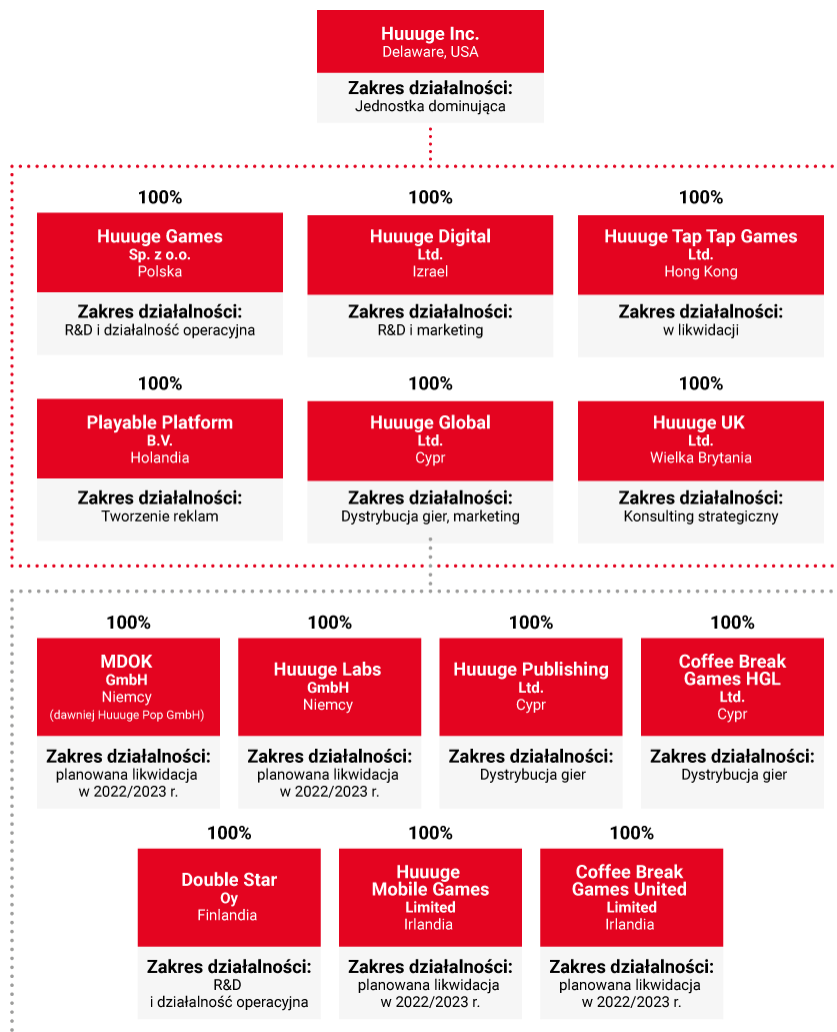 Huuuge Inc.
Delaware, USA
Zakres działalności:
Jednostka dominująca
100%
Huuuge Games
Sp. z o.o.
Polska
Zakres działalności:
R&D i działalność operacyjna
100%
Huuuge Digital
Ltd.
Izrael
Zakres działalności:
R&D i marketing
100%
Huuuge Tap Tap Games
Ltd.
Hong Kong
Zakres działalności:
w likwidacji
100%
Playable Platform
B.V.
Holandia
Zakres działalności:
Tworzenie reklam
100%
Huuuge Global
Ltd.
Cypr
Zakres działalności:
Dystrybucja gier, marketing
100%
Huuuge UK
Ltd.
Wielka Brytania
Zakres działalności:
Konsulting strategiczny
100%
MDOK
GmbH
Niemcy
(dawniej Huuuge Pop GmbH)
Zakres działalności:
planowana likwidacja
w 2022/2023 r.
100%
Huuuge Labs
GmbH
Niemcy
Zakres działalności:
planowana likwidacja
w 2022/2023 r.
100%
Huuuge Publishing
Ltd.
Cypr
Zakres działalności:
Dystrybucja gier
100%
Coffee Break
Games HGL
Ltd.
Cypr
Zakres działalności:
Dystrybucja gier
100%
Double Star
Oy
Finlandia
Zakres działalności:
R&D
i działalność operacyjna
100%
Huuuge
Mobile Games
Limited
Irlandia
Zakres działalności:
planowana likwidacja
w 2022/2023 r.
100%
Coffee Break
Games United
Limited
Irlandia
Zakres działalności:
planowana likwidacja
w 2022/2023 r.